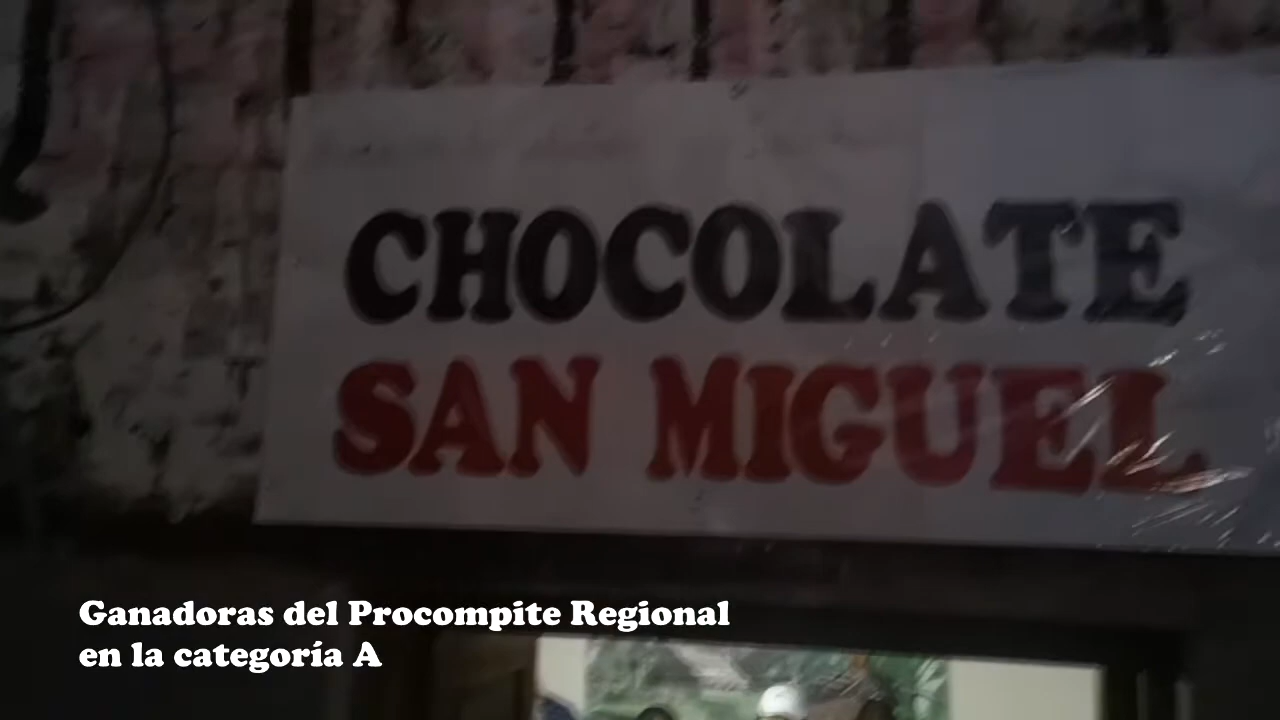 CHOCOLATE
SAN MIGUEL
Ganadoras del Procompite Regional
en la categoría A